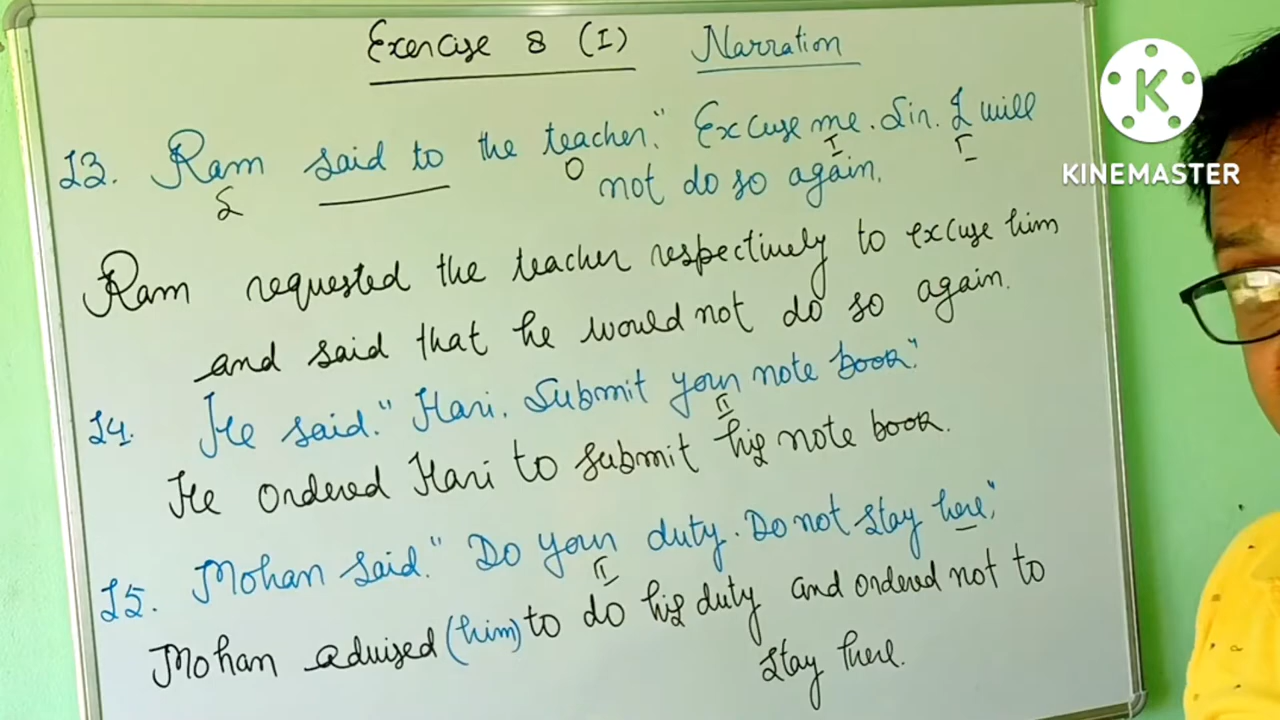 Exercise 8 (I) Narration
13. Ram said to the teacher," Excuse me. Sir. I will
S O I I
not do so again.
Ram requested the teacher respectively to excuse him
and said that he would not do so again.
14. He said." Hari. Submit your note book."
II
He ordered Hari to submit his note book.
15. Mohan said." Do your duty. Do not stay here,"
II
Mohan advised (him) to do his duty and ordered not to
stay there.
K
KINEMASTER